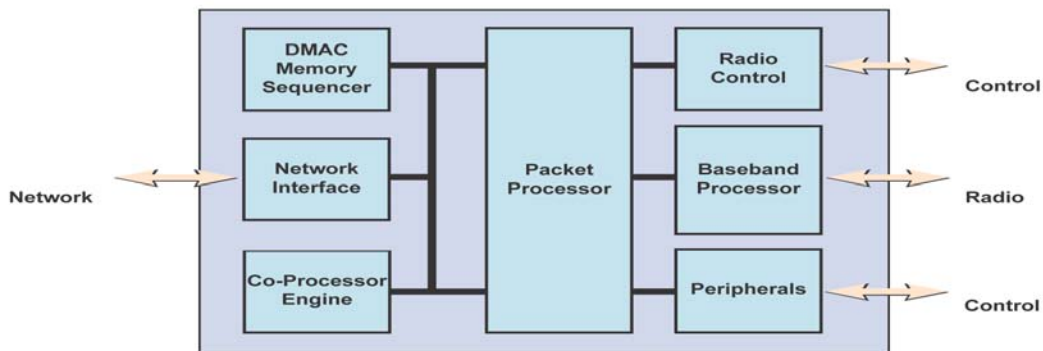 DMAC
Memory
Sequencer
Radio
Control
Control
Network
Network
Interface
Packet
Processor
Baseband
Processor
Radio
Co-Processor
Engine
Peripherals
Control